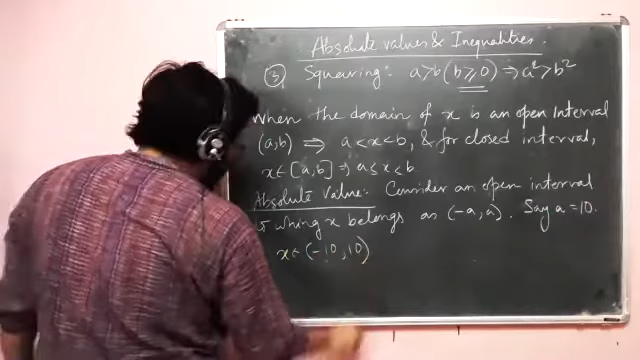 Absolute values & Inequalities.
③ Squaring: a>b (b⩾0) ⇒ a²>b²
When the domain of x is an open Interval
(a,b) ⇒ a<x<b, & for closed interval,
x∈[a,b] ⇒ a≤x≤b
Absolute Value:- Consider an open interval
x belongs as (-a,a). Say a=10.
x∈(-10,10)